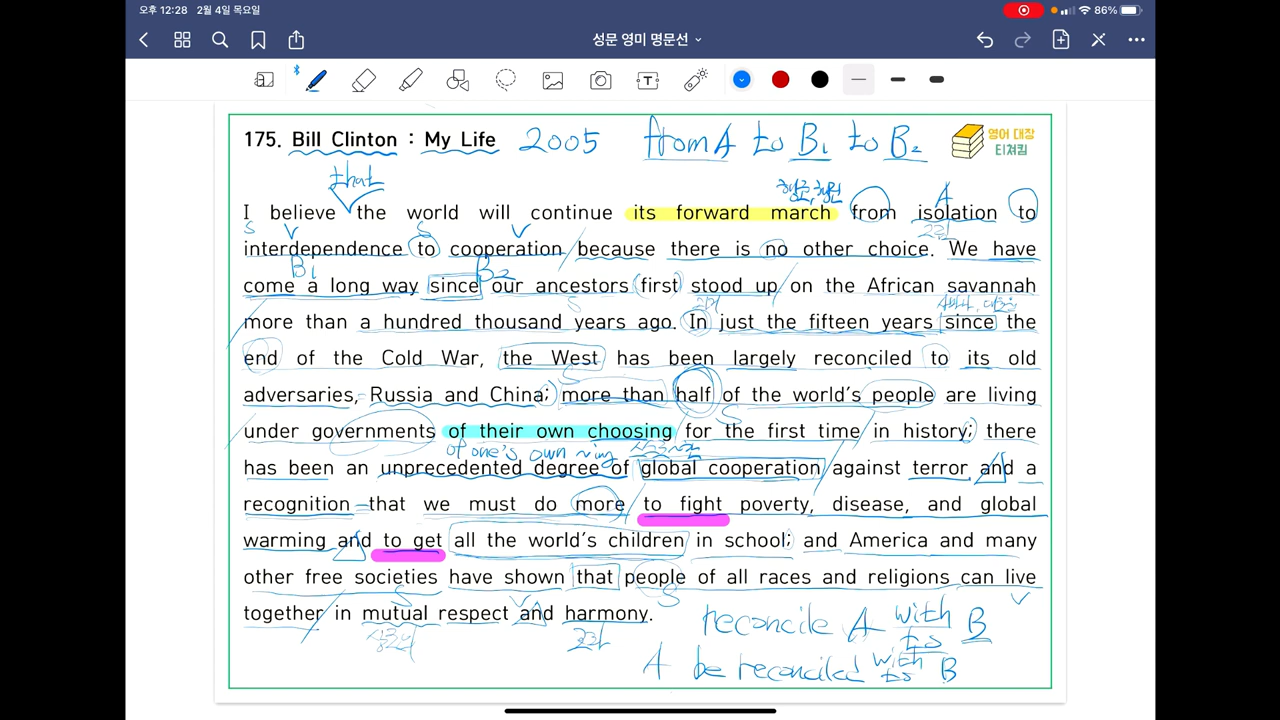 오후 12:28 2월 4일 목요일
86%
성문 영미 명문선
175. Bill Clinton : My Life 2005 from A to B1 to B2
영어 대장
티쳐킴
that
I believe the world will continue its forward march from isolation to
S V S V A
interdependence to cooperation because there is no other choice. We have
B1 B2
come a long way since our ancestors first stood up on the African savannah
S
more than a hundred thousand years ago. In just the fifteen years since the
end of the Cold War, the West has been largely reconciled to its old
S
adversaries, Russia and China; more than half of the world's people are living
S
under governments of their own choosing for the first time in history; there
of one's own ~ing
has been an unprecedented degree of global cooperation against terror and a
recognition that we must do more to fight poverty, disease, and global
warming and to get all the world's children in school; and America and many
other free societies have shown that people of all races and religions can live
S V S V
together in mutual respect and harmony.
reconcile A with to B
A be reconciled with to B